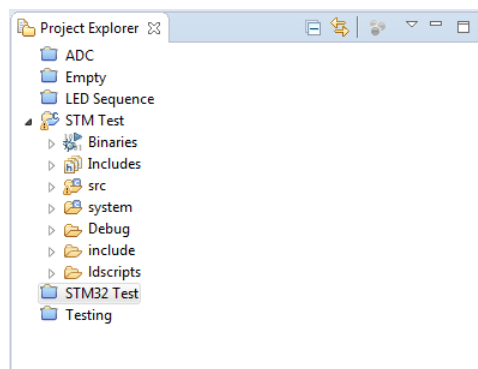 Project Explorer
ADC
Empty
LED Sequence
STM Test
Binaries
Includes
src
system
Debug
include
ldscripts
STM32 Test
Testing